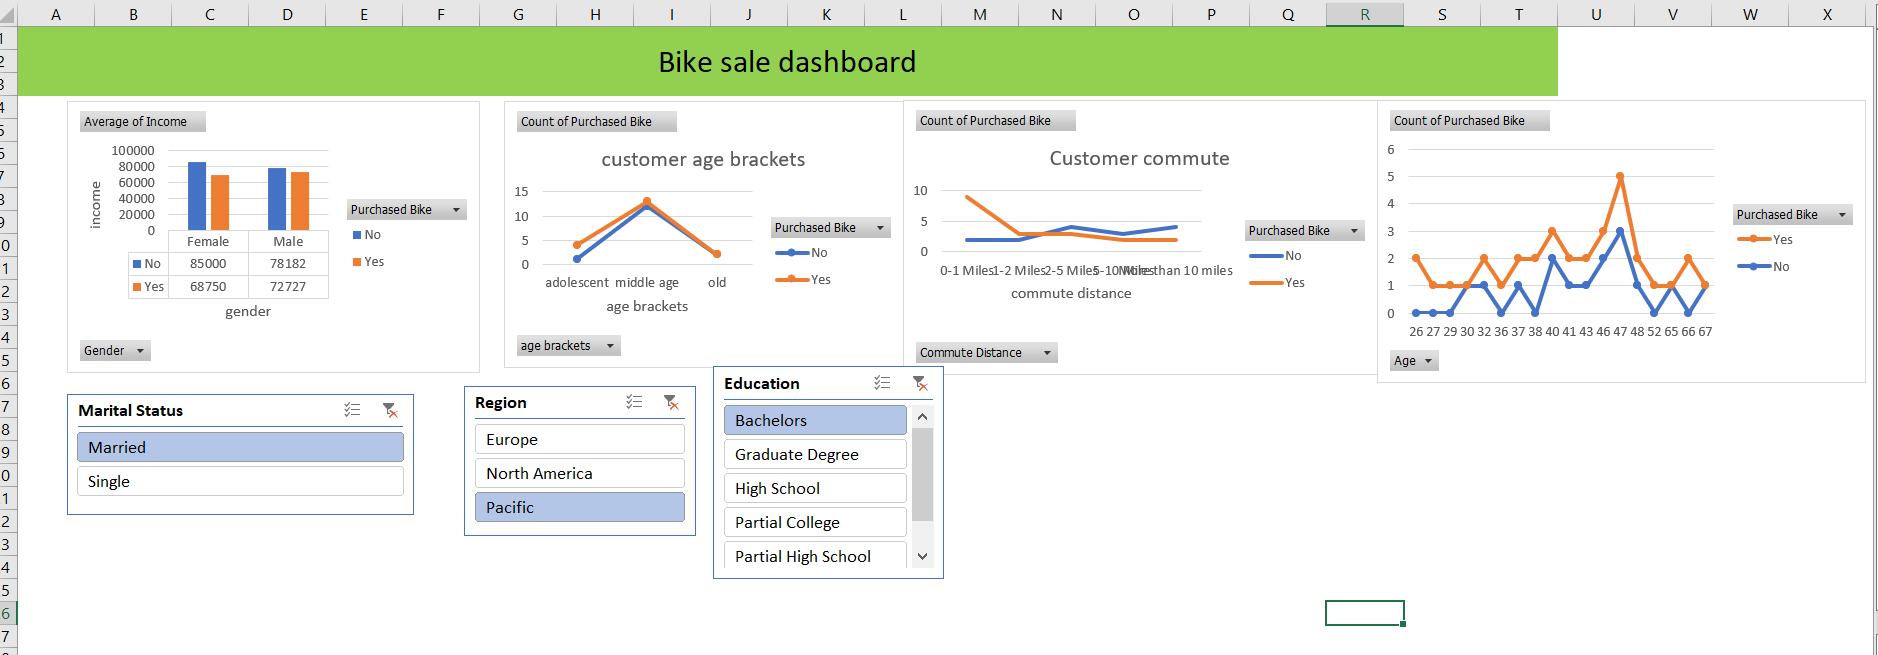 A B C D E F G H I J K L M N O P Q R S T U V W X
1
2
3
4
5
6
7
8
9
0
1
2
3
4
5
6
7
8
9
0
1
2
3
4
5
6
7
Bike sale dashboard
Average of Income
100000
80000
60000
40000
20000
0
income
Female Male
No 85000 78182
Yes 68750 72727
gender
Purchased Bike
No
Yes
Gender
Count of Purchased Bike
customer age brackets
15
10
5
0
adolescent middle age old
age brackets
Purchased Bike
No
Yes
age brackets
Count of Purchased Bike
Customer commute
10
5
0
0-1 Miles 1-2 Miles 2-5 Miles 5-10 Miles More than 10 miles
commute distance
Purchased Bike
No
Yes
Commute Distance
Count of Purchased Bike
6
5
4
3
2
1
0
26 27 29 30 32 36 37 38 40 41 43 46 47 48 52 65 66 67
Purchased Bike
Yes
No
Age
Marital Status
Married
Single
Region
Europe
North America
Pacific
Education
Bachelors
Graduate Degree
High School
Partial College
Partial High School